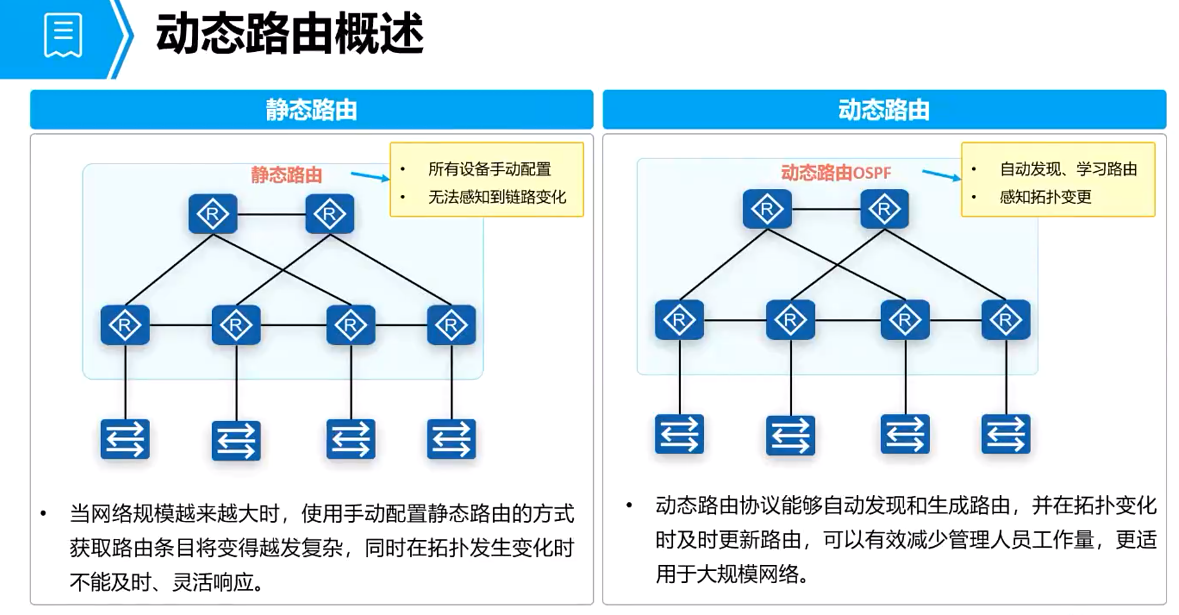 动态路由概述
静态路由
静态路由
• 所有设备手动配置
• 无法感知到链路变化
R R
R R R R
• 当网络规模越来越大时，使用手动配置静态路由的方式
获取路由条目将变得越发复杂，同时在拓扑发生变化时
不能及时、灵活响应。
动态路由
动态路由OSPF
• 自动发现、学习路由
• 感知拓扑变更
R R
R R R R
• 动态路由协议能够自动发现和生成路由，并在拓扑变化
时及时更新路由，可以有效减少管理人员工作量，更适
用于大规模网络。